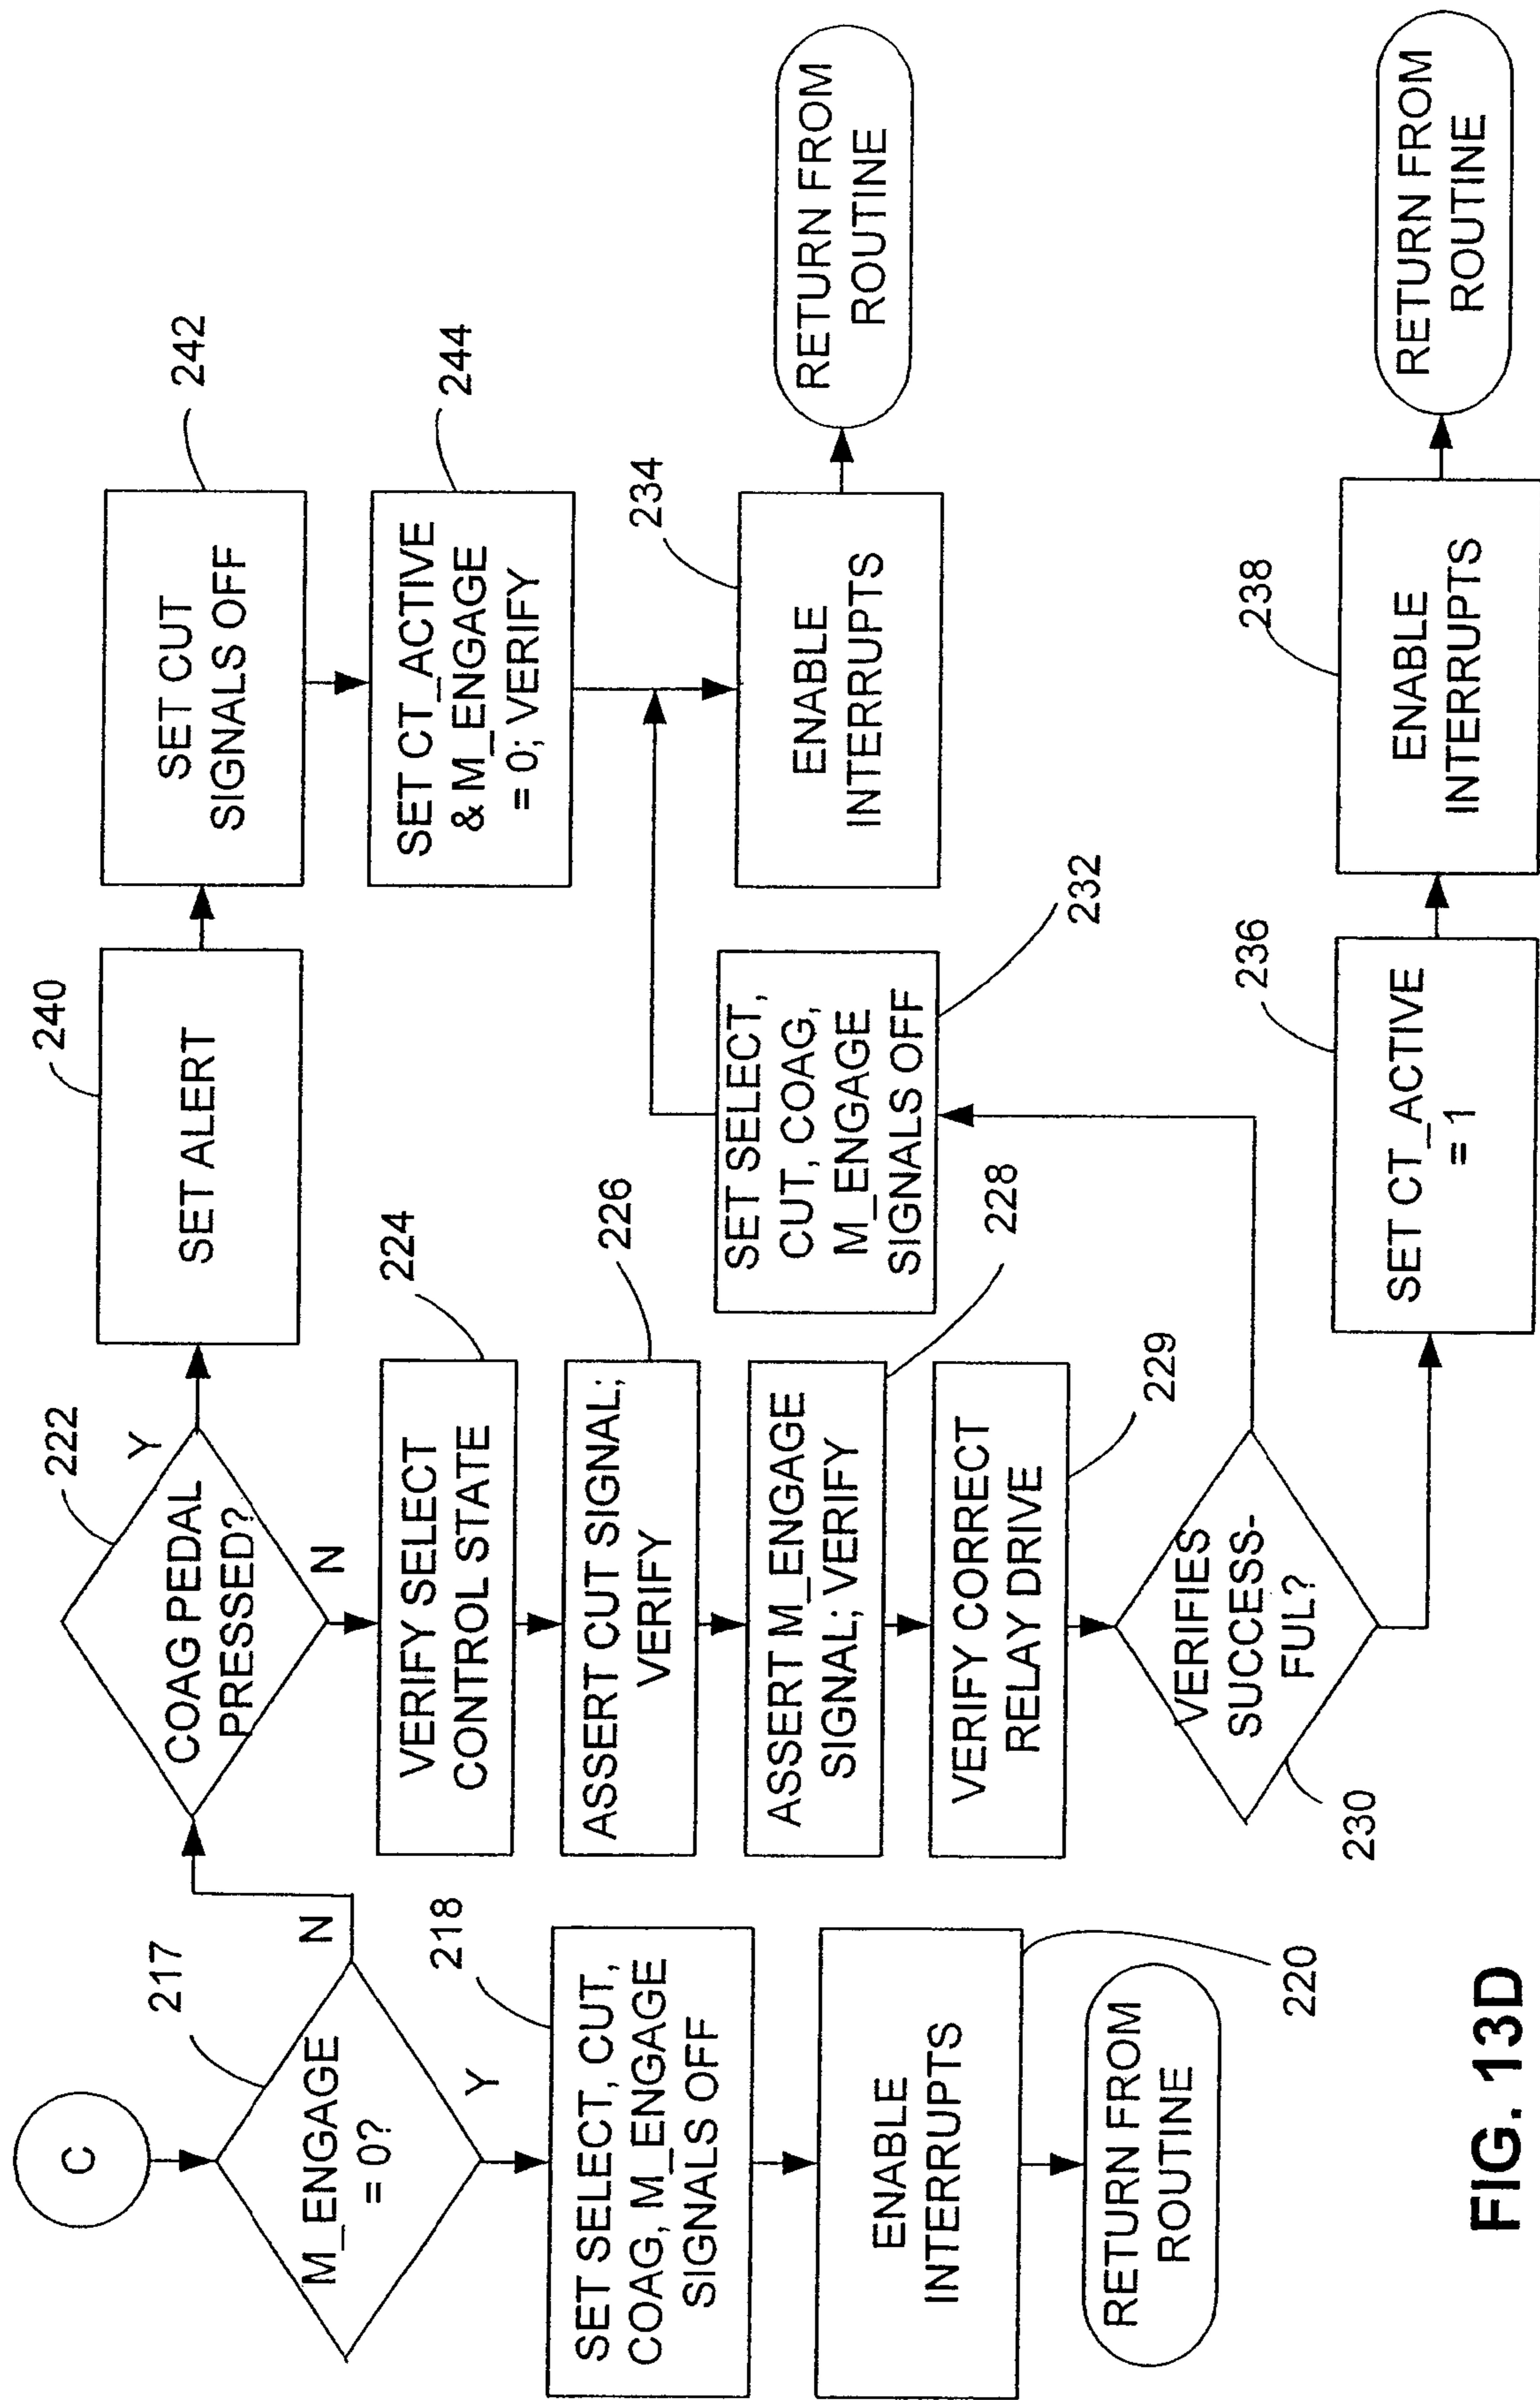 C
217
M_ENGAGE
= 0?
N
Y
218
SET SELECT, CUT,
COAG, M_ENGAGE
SIGNALS OFF
ENABLE
INTERRUPTS
220
RETURN FROM
ROUTINE
222
COAG PEDAL
PRESSED?
Y
N
224
VERIFY SELECT
CONTROL STATE
226
ASSERT CUT SIGNAL;
VERIFY
228
ASSERT M_ENGAGE
SIGNAL; VERIFY
229
VERIFY CORRECT
RELAY DRIVE
VERIFIES
SUCCESS-
FUL?
230
232
SET SELECT,
CUT, COAG,
M_ENGAGE
SIGNALS OFF
240
SET ALERT
242
SET CUT
SIGNALS OFF
244
SET CT_ACTIVE
& M_ENGAGE
= 0; VERIFY
234
ENABLE
INTERRUPTS
RETURN FROM
ROUTINE
236
SET CT_ACTIVE
= 1
238
ENABLE
INTERRUPTS
RETURN FROM
ROUTINE
FIG. 13D